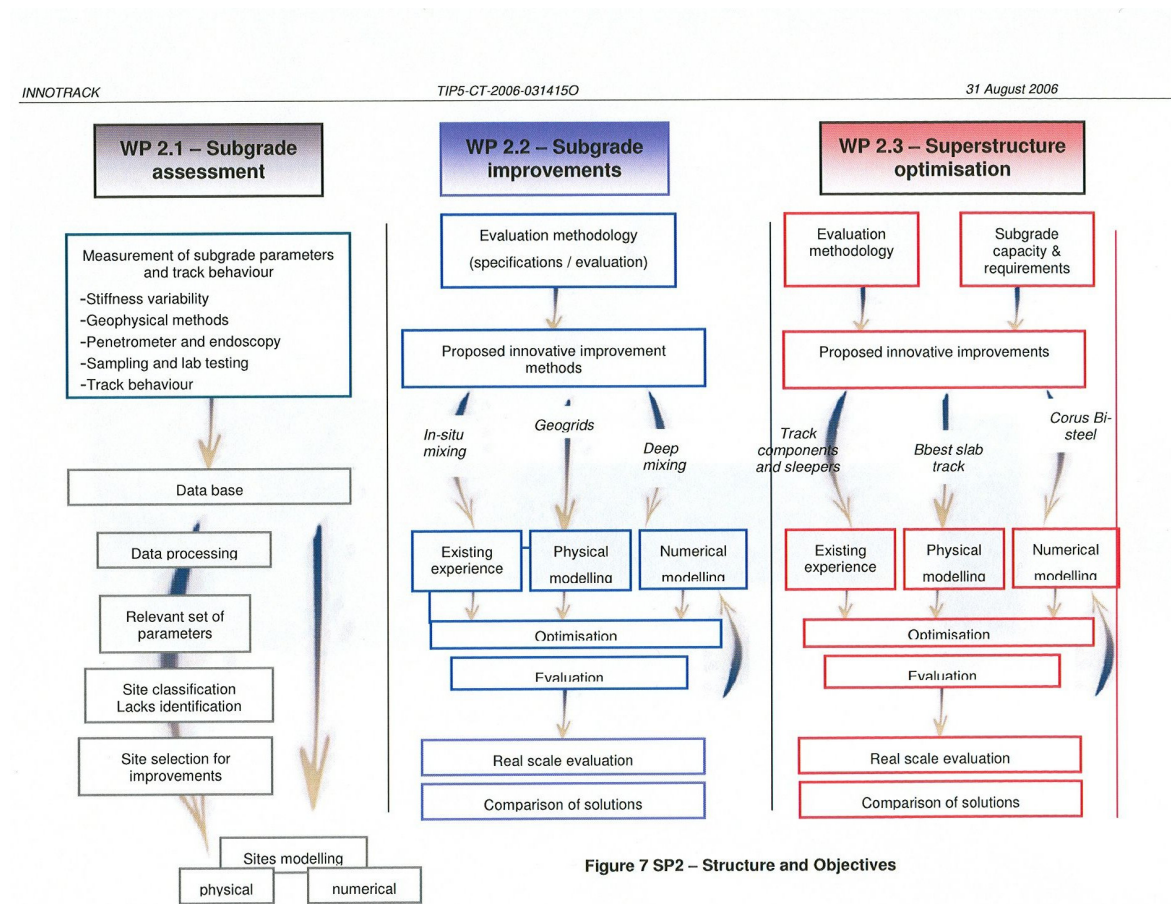 INNOTRACK
TIP5-CT-2006-031415O
31 August 2006
WP 2.1 – Subgrade
assessment
Measurement of subgrade parameters
and track behaviour
-Stiffness variability
-Geophysical methods
-Penetrometer and endoscopy
-Sampling and lab testing
-Track behaviour
Data base
Data processing
Relevant set of
parameters
Site classification
Lacks identification
Site selection for
improvements
Sites modelling
physical
numerical
WP 2.2 – Subgrade
improvements
Evaluation methodology
(specifications / evaluation)
Proposed innovative improvement
methods
In-situ
mixing
Geogrids
Deep
mixing
Existing
experience
Physical
modelling
Numerical
modelling
Optimisation
Evaluation
Real scale evaluation
Comparison of solutions
WP 2.3 – Superstructure
optimisation
Evaluation
methodology
Subgrade
capacity &
requirements
Proposed innovative improvements
Track
components
and sleepers
Bbest slab
track
Corus Bi-
steel
Existing
experience
Physical
modelling
Numerical
modelling
Optimisation
Evaluation
Real scale evaluation
Comparison of solutions
Figure 7 SP2 – Structure and Objectives